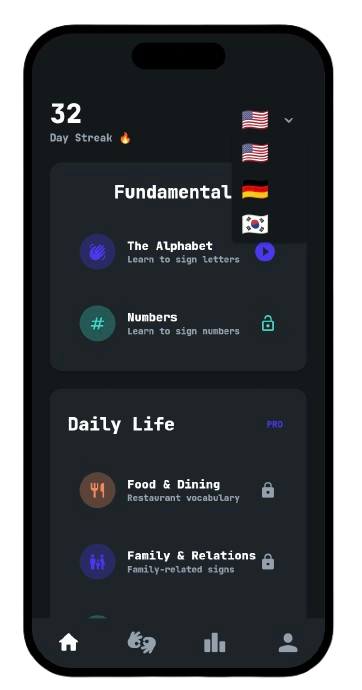 32
Day Streak 🔥
Fundamental
The Alphabet
Learn to sign letters
Numbers
Learn to sign numbers
Daily Life
PRO
Food & Dining
Restaurant vocabulary
Family & Relations
Family-related signs